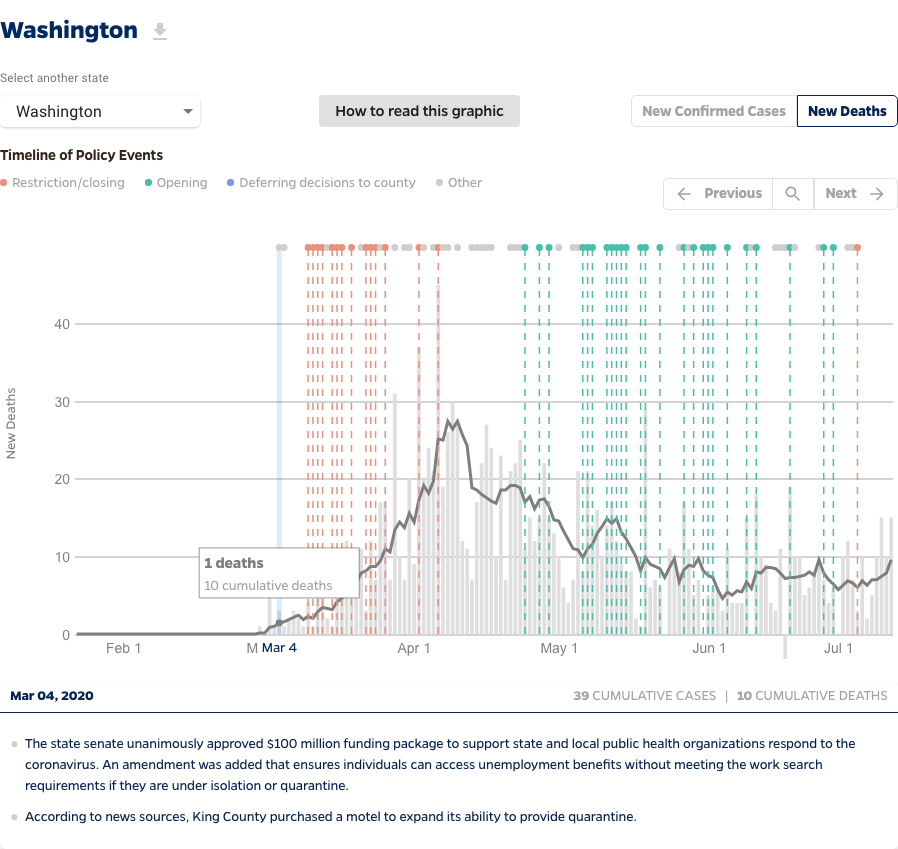 Washington
Select another state
Washington
How to read this graphic
New Confirmed Cases
New Deaths
Timeline of Policy Events
Restriction/closing
Opening
Deferring decisions to county
Other
Previous
Next
New Deaths
40
30
20
10
0
1 deaths
10 cumulative deaths
Feb 1
M
Mar 4
Apr 1
May 1
Jun 1
Jul 1
Mar 04, 2020
39 CUMULATIVE CASES | 10 CUMULATIVE DEATHS
The state senate unanimously approved $100 million funding package to support state and local public health organizations respond to the
coronavirus. An amendment was added that ensures individuals can access unemployment benefits without meeting the work search
requirements if they are under isolation or quarantine.
According to news sources, King County purchased a motel to expand its ability to provide quarantine.